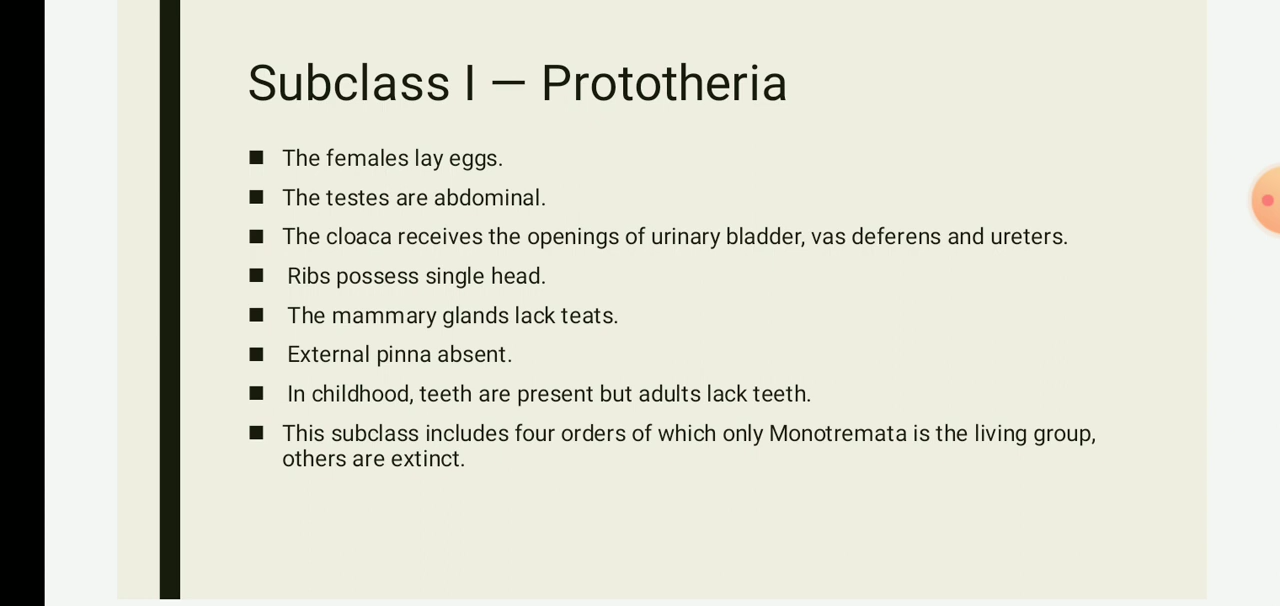 Subclass I — Prototheria
■ The females lay eggs.
■ The testes are abdominal.
■ The cloaca receives the openings of urinary bladder, vas deferens and ureters.
■ Ribs possess single head.
■ The mammary glands lack teats.
■ External pinna absent.
■ In childhood, teeth are present but adults lack teeth.
■ This subclass includes four orders of which only Monotremata is the living group,
others are extinct.